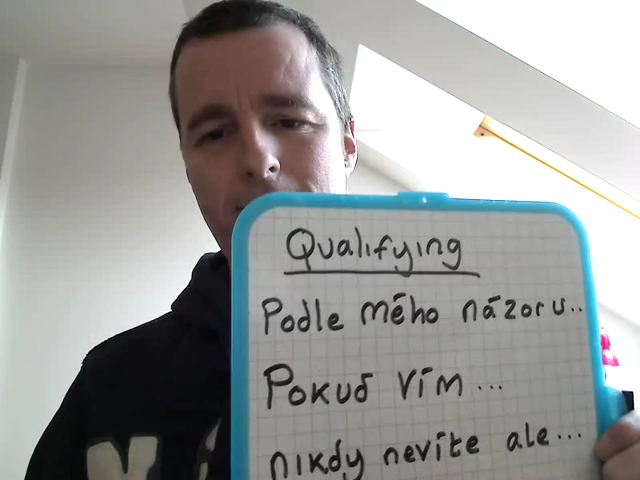 Qualifying
Podle mého názoru..
Pokud vím...
nikdy nevíte ale...